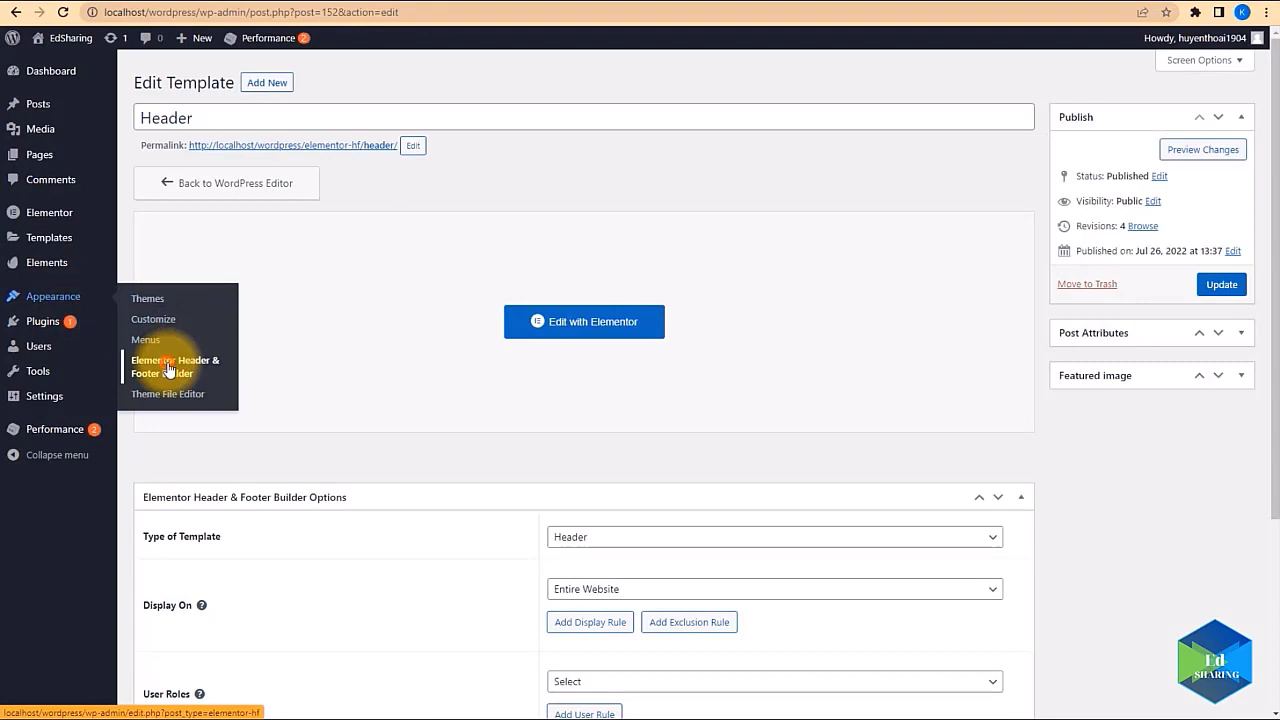 localhost/wordpress/wp-admin/post.php?post=152&action=edit
K
EdSharing
1
0
New
Performance 2
Howdy, huyenthoai1904
Screen Options
Dashboard
Posts
Media
Pages
Comments
Elementor
Templates
Elements
Appearance
Plugins 1
Users
Tools
Settings
Performance 2
Collapse menu
Themes
Customize
Menus
Elementor Header &
Footer Builder
Theme File Editor
Edit Template
Add New
Header
Permalink: http://localhost/wordpress/elementor-hf/header/ Edit
Back to WordPress Editor
Edit with Elementor
Elementor Header & Footer Builder Options
Type of Template
Header
Display On
Entire Website
Add Display Rule
Add Exclusion Rule
User Roles
Select
Add User Rule
Publish
Preview Changes
Status: Published Edit
Visibility: Public Edit
Revisions: 4 Browse
Published on: Jul 26, 2022 at 13:37 Edit
Move to Trash
Update
Post Attributes
Featured image
Ed
SHARING
localhost/wordpress/wp-admin/edit.php?post_type=elementor-hf